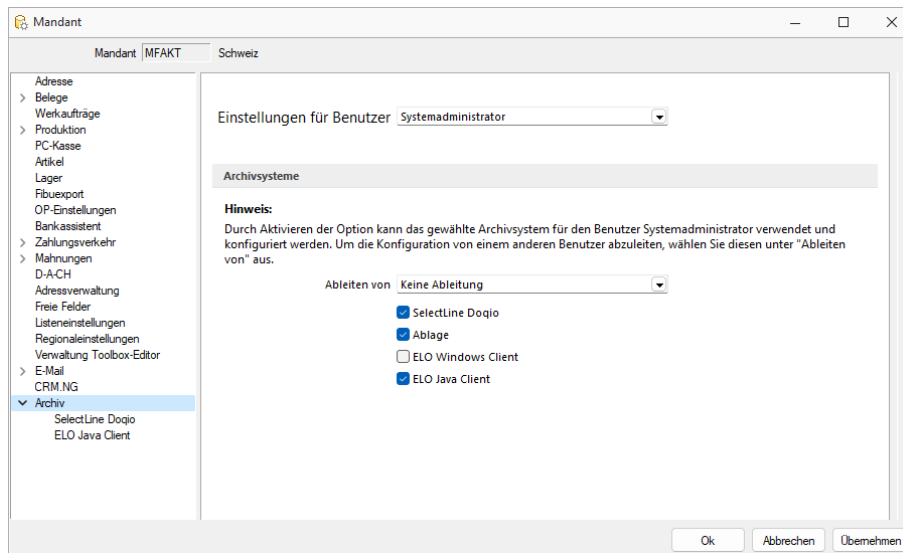 Mandant
Mandant MFAKT Schweiz
Adresse
Belege
Werkaufträge
Produktion
PC-Kasse
Artikel
Lager
Fibuexport
OP-Einstellungen
Bankassistent
Zahlungsverkehr
Mahnungen
D-A-CH
Adressverwaltung
Freie Felder
Listeneinstellungen
Regionaleinstellungen
Verwaltung Toolbox-Editor
E-Mail
CRM.NG
Archiv
SelectLine Doqio
ELO Java Client
Einstellungen für Benutzer Systemadministrator
Archivsysteme
Hinweis:
Durch Aktivieren der Option kann das gewählte Archivsystem für den Benutzer Systemadministrator verwendet und
konfiguriert werden. Um die Konfiguration von einem anderen Benutzer abzuleiten, wählen Sie diesen unter "Ableiten
von" aus.
Ableiten von Keine Ableitung
SelectLine Doqio
Ablage
ELO Windows Client
ELO Java Client
Ok Abbrechen Übernehmen